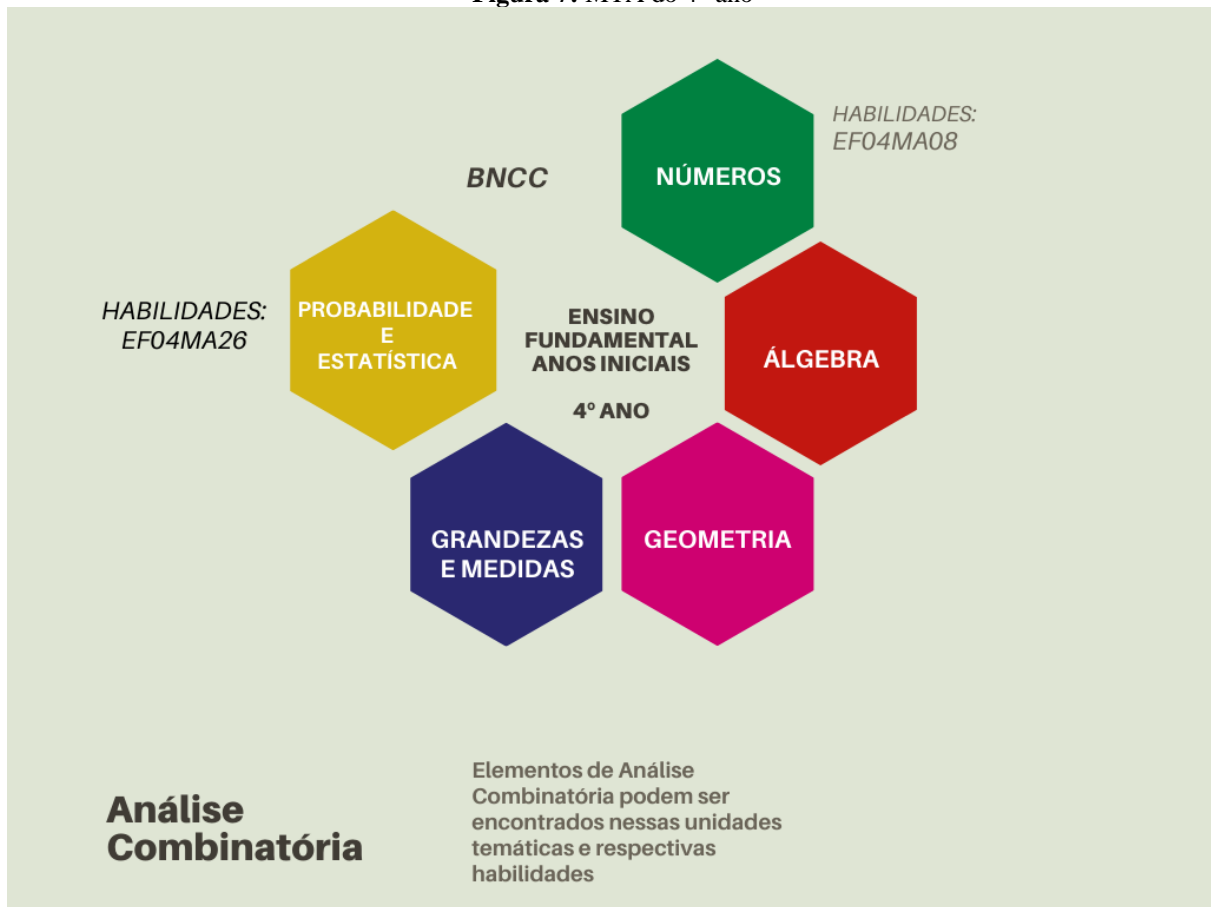 HABILIDADES:
EF04MA08
BNCC
NÚMEROS
HABILIDADES:
EF04MA26
PROBABILIDADE
E
ESTATÍSTICA
ENSINO
FUNDAMENTAL
ANOS INICIAIS
4º ANO
ÁLGEBRA
GRANDEZAS
E MEDIDAS
GEOMETRIA
Análise
Combinatória
Elementos de Análise
Combinatória podem ser
encontrados nessas unidades
temáticas e respectivas
habilidades